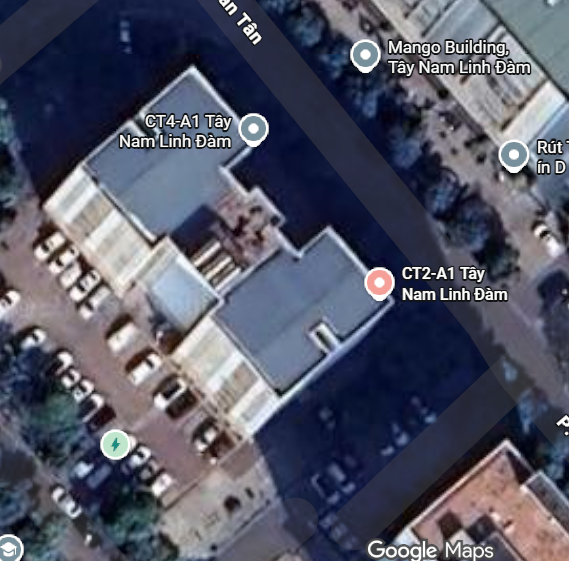 Tân
Mango Building,
Tây Nam Linh Đàm
CT4-A1 Tây
Nam Linh Đàm
Rút
ín D
CT2-A1 Tây
Nam Linh Đàm
P.
Google Maps